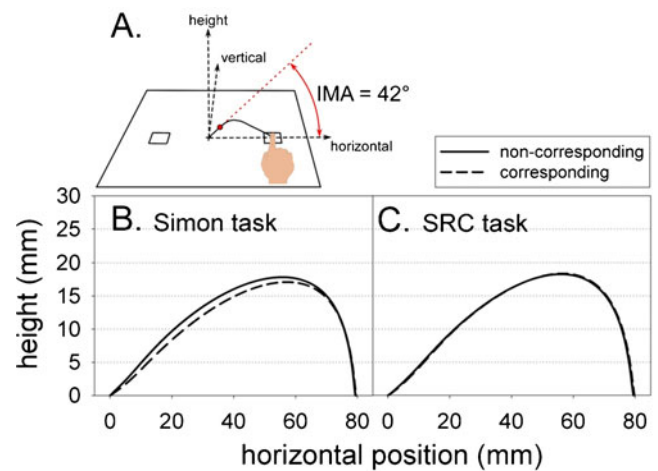 A.
height
vertical
IMA = 42°
horizontal
non-corresponding
corresponding
B. Simon task
C. SRC task
height (mm)
30
25
20
15
10
5
0
0 20 40 60 80
0 20 40 60 80
horizontal position (mm)